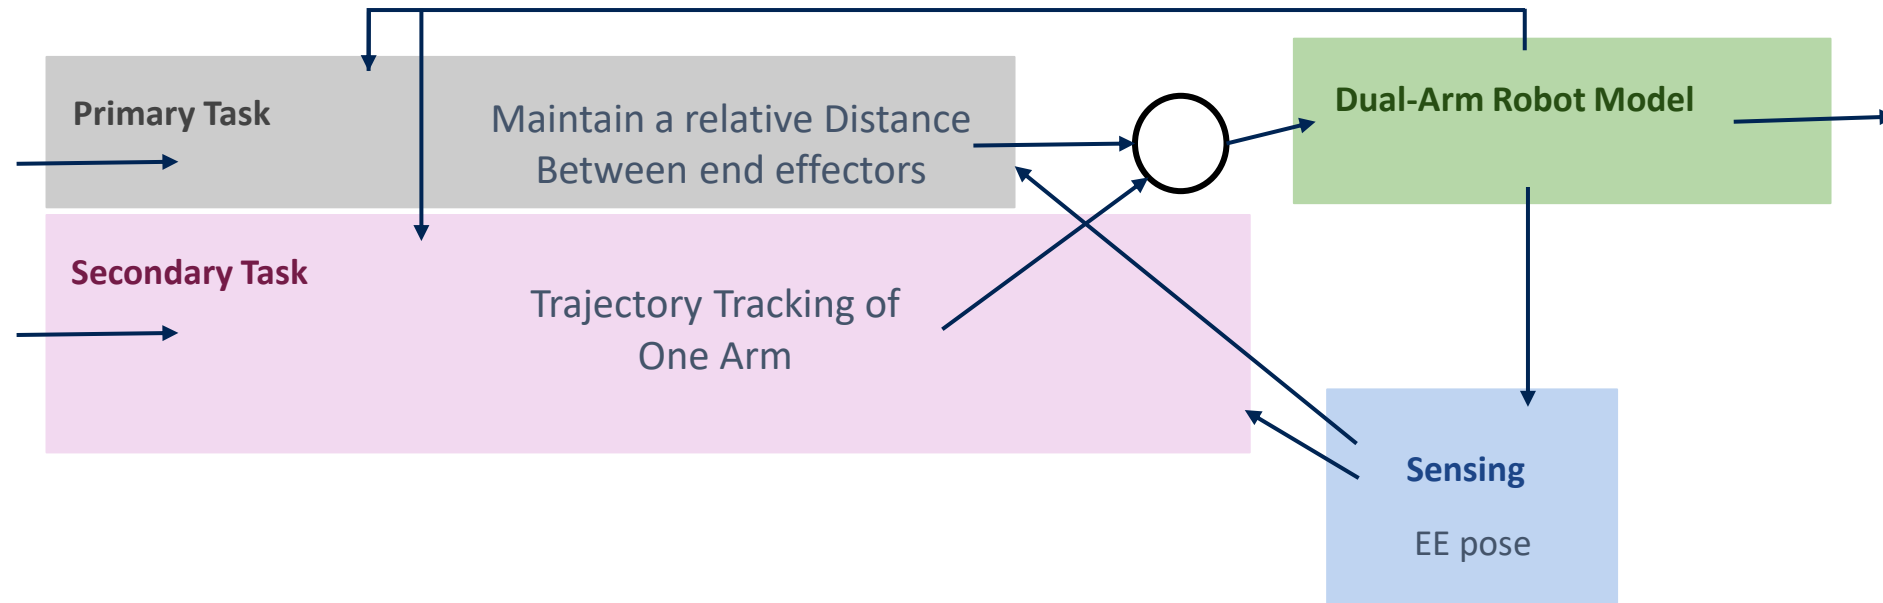 Primary Task
Maintain a relative Distance
Between end effectors
Dual-Arm Robot Model
Secondary Task
Trajectory Tracking of
One Arm
Sensing
EE pose